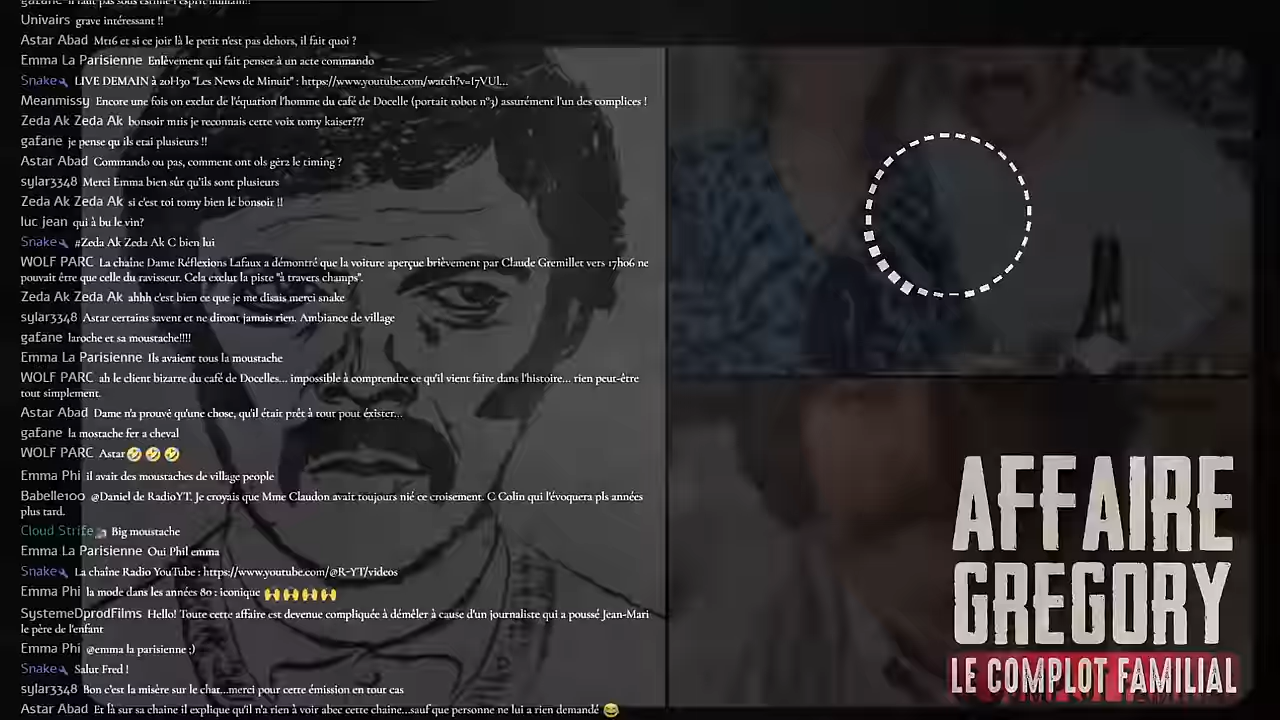 Univairs grave intéressant !!
Astar Abad Mr16 et si ce joir là le petit n'est pas dehors, il fait quoi ?
Emma La Parisienne Enlèvement qui fait penser à un acte commando
Snake LIVE DEMAIN à 20H30 "Les News de Minuit" : https://www.youtube.com/watch?v=I7VUl...
Meanmissy Encore une fois on exclut de l'équation l'homme du café de Docelle (portait robot n°3) assurément l'un des complices !
Zeda Ak Zeda Ak bonsoir mr1s je reconnais cette voix tomy kaiser???
gafane je pense qu ils etai plusieurs !!
Astar Abad Commando ou pas, comment ont ols géra le timing ?
sylar3348 Merci Emma bien sûr qu'ils sont plusieurs
Zeda Ak Zeda Ak si c'est toi tomy bien le bonsoir !!
luc jean qui à bu le vin?
Snake #Zeda Ak Zeda Ak C bien lui
WOLF PARC La chaîne Dame Réflexions Lafaux a démontré que la voiture aperçue brièvement par Claude Gremillet vers 17h06 ne
pouvait être que celle du ravisseur. Cela exclut la piste "à travers champs".
Zeda Ak Zeda Ak ahhh c'est bien ce que je me disais merci snake
sylar3348 Astar certains savent et ne diront jamais rien. Ambiance de village
gafane laroche et sa moustache!!!!
Emma La Parisienne Ils avaient tous la moustache
WOLF PARC ah le client bizarre du café de Docelles... impossible à comprendre ce qu'il vient faire dans l'histoire... rien peut-être
tout simplement.
Astar Abad Dame n'a prouvé qu'une chose, qu'il était prêt à tout pout éxister...
gafane la mostache fer a cheval
WOLF PARC Astar 🤣 🤣 🤣
Emma Phi il avait des moustaches de village people
Babelle100 @Daniel de RadioYT. Je croyais que Mme Claudon avait toujours nié ce croisement. C Colin qui l'évoquera pls années
plus tard.
Cloud Strife Big moustache
Emma La Parisienne Oui Phil emma
Snake La chaîne Radio YouTube : https://www.youtube.com/@R-YT/videos
Emma Phi la mode dans les années 80 : iconique 🙌 🙌 🙌 🙌
SystemeDprodFilms Hello! Toute cette affaire est devenue compliquée à démêler à cause d'un journaliste qui a poussé Jean-Mari
le père de l'enfant
Emma Phi @emma la parisienne :)
Snake Salut Fred !
sylar3348 Bon c'est la misère sur le chat...merci pour cette émission en tout cas
Astar Abad Et là sur sa chaine il explique qu'il n'a rien à voir avec cette chaine...sauf que personne ne lui a rien demandé 😂
AFFAIRE
GREGORY
LE COMPLOT FAMILIAL